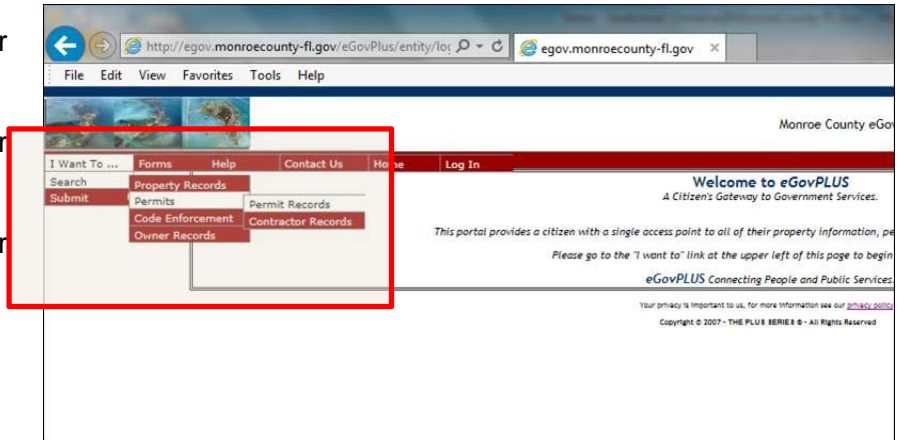 r
http://egov.monroecounty-fl.gov/eGovPlus/entity/log
egov.monroecounty-fl.gov ×
File Edit View Favorites Tools Help
Monroe County eGov
r
I Want To ... Forms Help Contact Us Home Log In
Search Property Records
Submit Permits Permit Records
Code Enforcement Contractor Records
Owner Records
r
Welcome to eGovPLUS
A Citizen's Gateway to Government Services.
This portal provides a citizen with a single access point to all of their property information, pe
Please go to the "I want to" link at the upper left of this page to begin
eGovPLUS Connecting People and Public Services.
Your privacy is important to us, for more information see our privacy policy
Copyright © 2007 - THE PLUS SERIES ® - All Rights Reserved